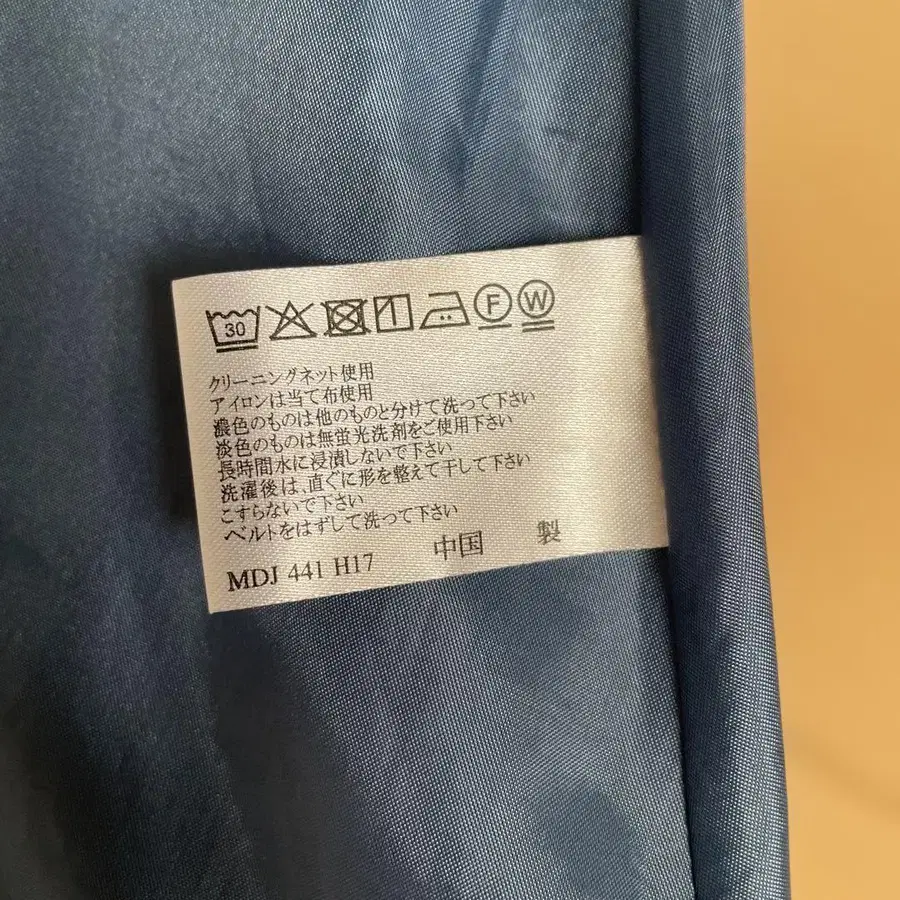 30 F W
クリーニングネット使用
アイロンは当て布使用
濃色のものは他のものと分けて洗って下さい
淡色のものは無蛍光洗剤をご使用下さい
長時間水に浸漬しないで下さい
洗濯後は、直ぐに形を整えて干して下さい
こすらないで下さい
ベルトをはずして洗って下さい
MDJ 441 H17 中国 製